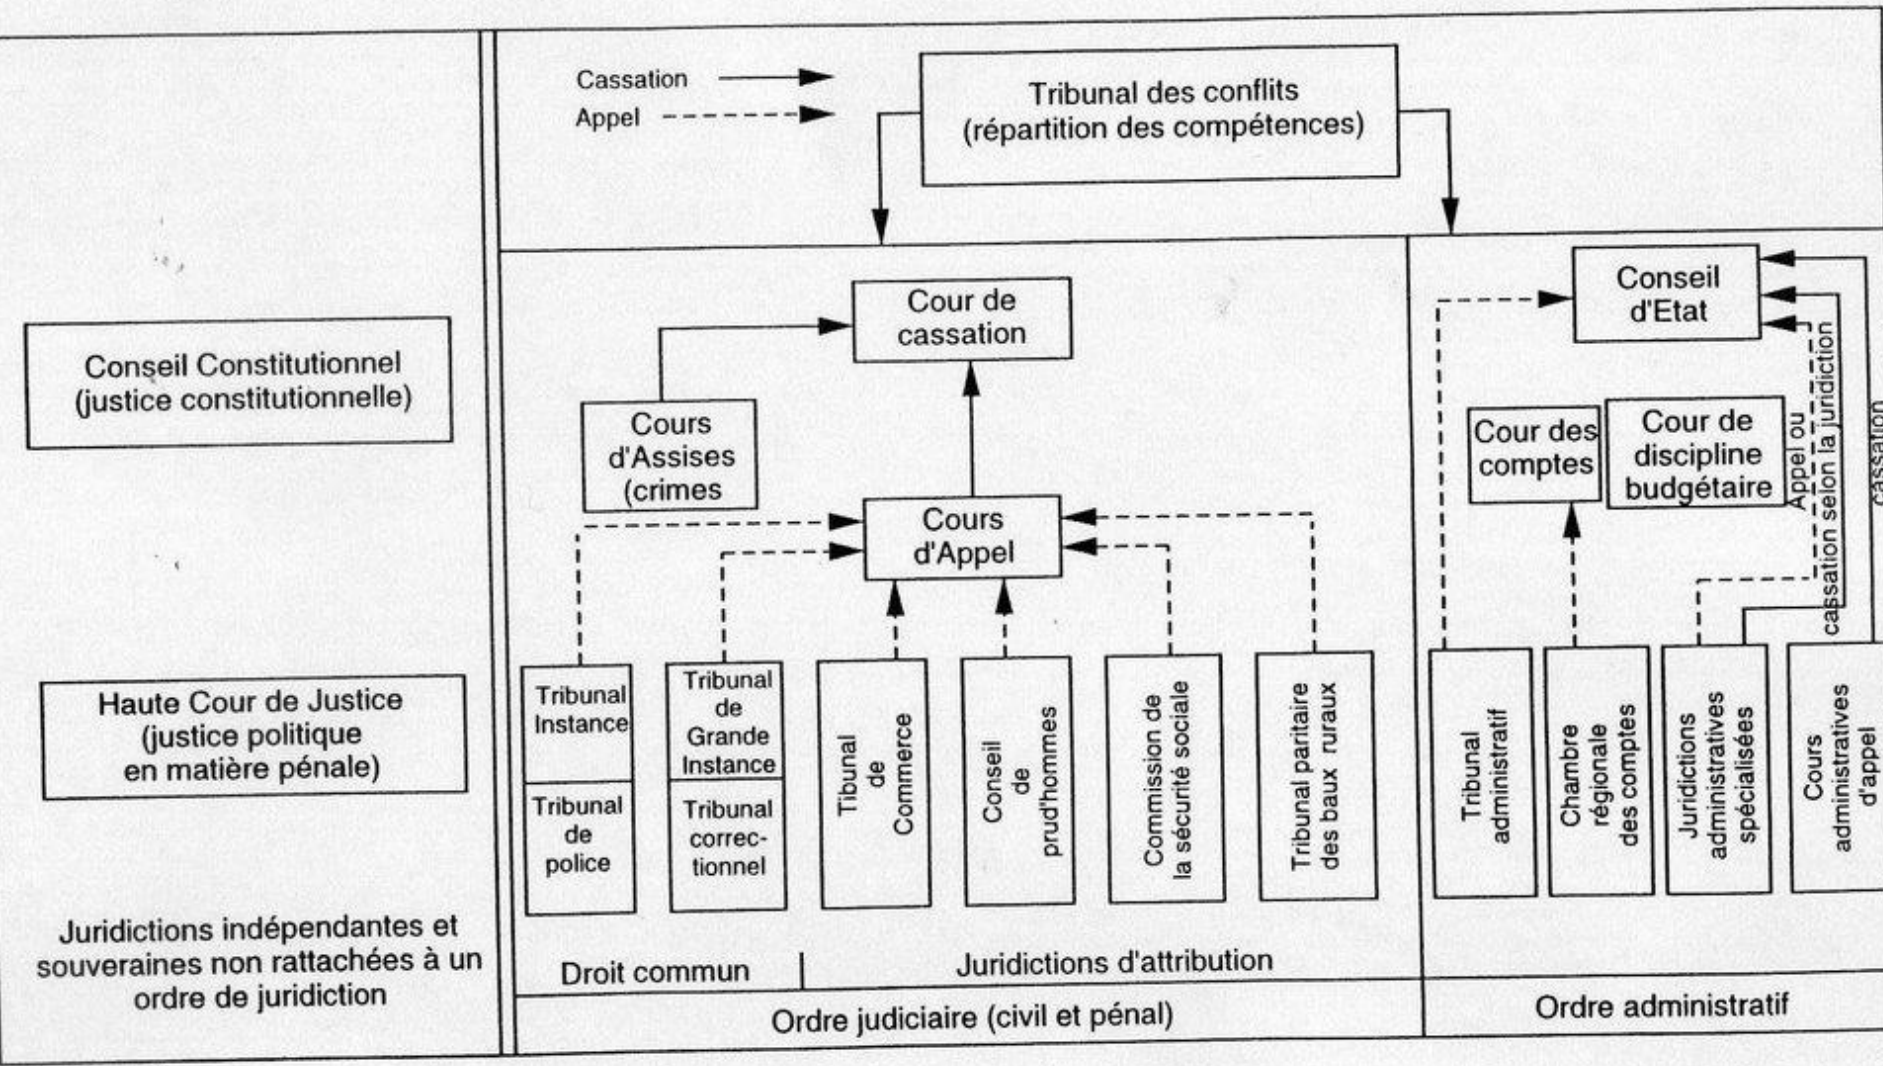 Cassation
Appel
Tribunal des conflits
(répartition des compétences)
Conseil Constitutionnel
(justice constitutionnelle)
Haute Cour de Justice
(justice politique
en matière pénale)
Juridictions indépendantes et
souveraines non rattachées à un
ordre de juridiction
Cour de
cassation
Cours
d'Assises
(crimes
Cours
d'Appel
Tribunal
Instance
Tribunal
de
police
Tribunal
de
Grande
Instance
Tribunal
correc-
tionnel
Tibunal
de
Commerce
Conseil
de
prud'hommes
Commission de
la sécurité sociale
Tribunal paritaire
des baux ruraux
Droit commun
Juridictions d'attribution
Ordre judiciaire (civil et pénal)
Conseil
d'Etat
Cour des
comptes
Cour de
discipline
budgétaire
Appel ou
cassation selon la juridiction
cassation
Tribunal
administratif
Chambre
régionale
des comptes
Juridictions
administratives
spécialisées
Cours
administratives
d'appel
Ordre administratif